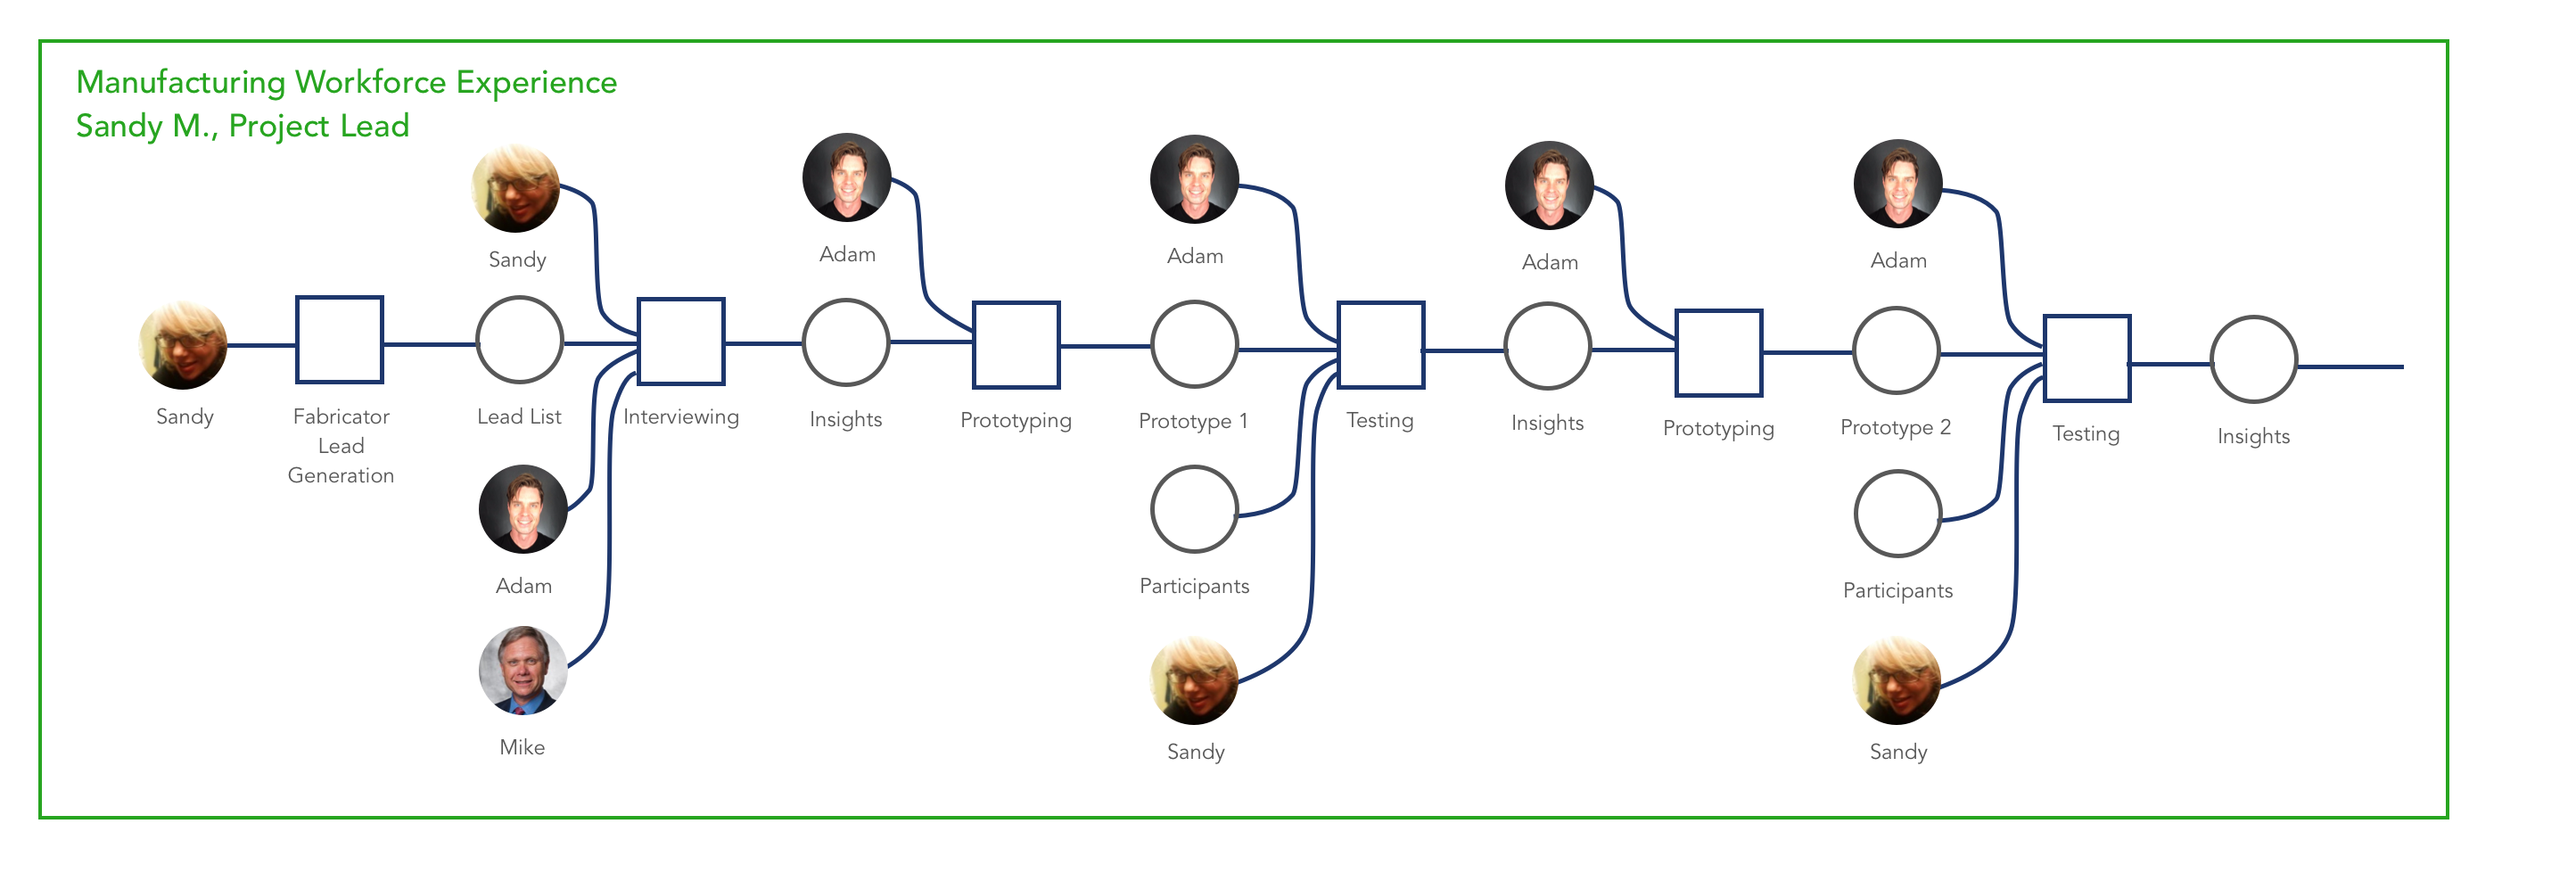 Manufacturing Workforce Experience
Sandy M., Project Lead
Sandy
Adam
Adam
Adam
Adam
Sandy
Fabricator
Lead
Generation
Lead List
Interviewing
Insights
Prototyping
Prototype 1
Testing
Insights
Prototyping
Prototype 2
Testing
Insights
Adam
Participants
Participants
Mike
Sandy
Sandy